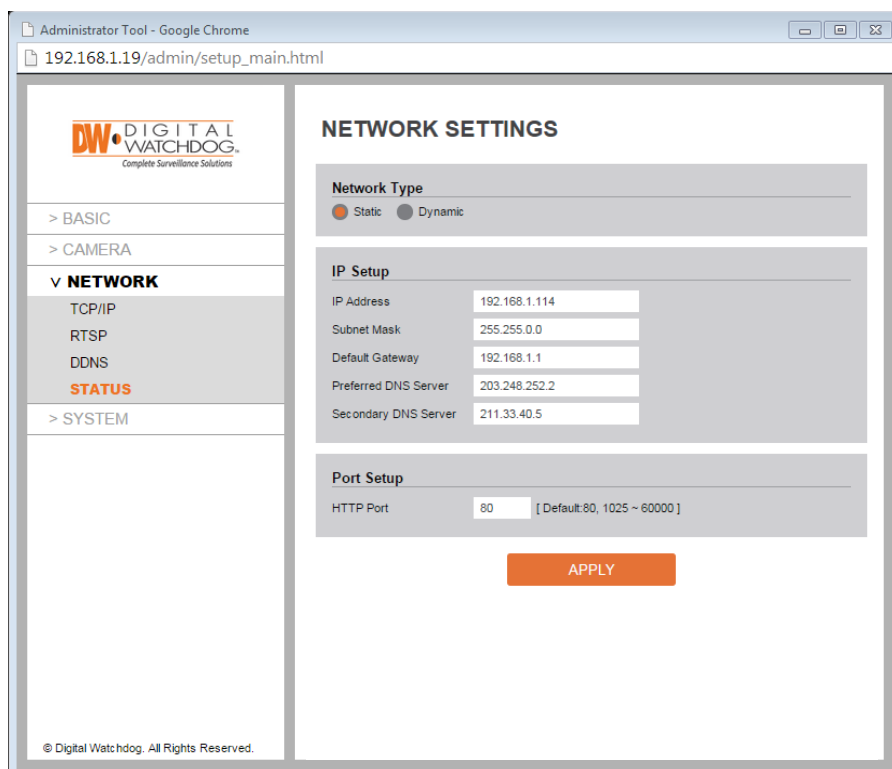 Administrator Tool - Google Chrome
192.168.1.19/admin/setup_main.html
DW DIGITAL
WATCHDOG™
Complete Surveillance Solutions
> BASIC
> CAMERA
v NETWORK
TCP/IP
RTSP
DDNS
STATUS
> SYSTEM
© Digital Watchdog. All Rights Reserved.
NETWORK SETTINGS
Network Type
Static Dynamic
IP Setup
IP Address 192.168.1.114
Subnet Mask 255.255.0.0
Default Gateway 192.168.1.1
Preferred DNS Server 203.248.252.2
Secondary DNS Server 211.33.40.5
Port Setup
HTTP Port 80 [ Default:80, 1025 ~ 60000 ]
APPLY